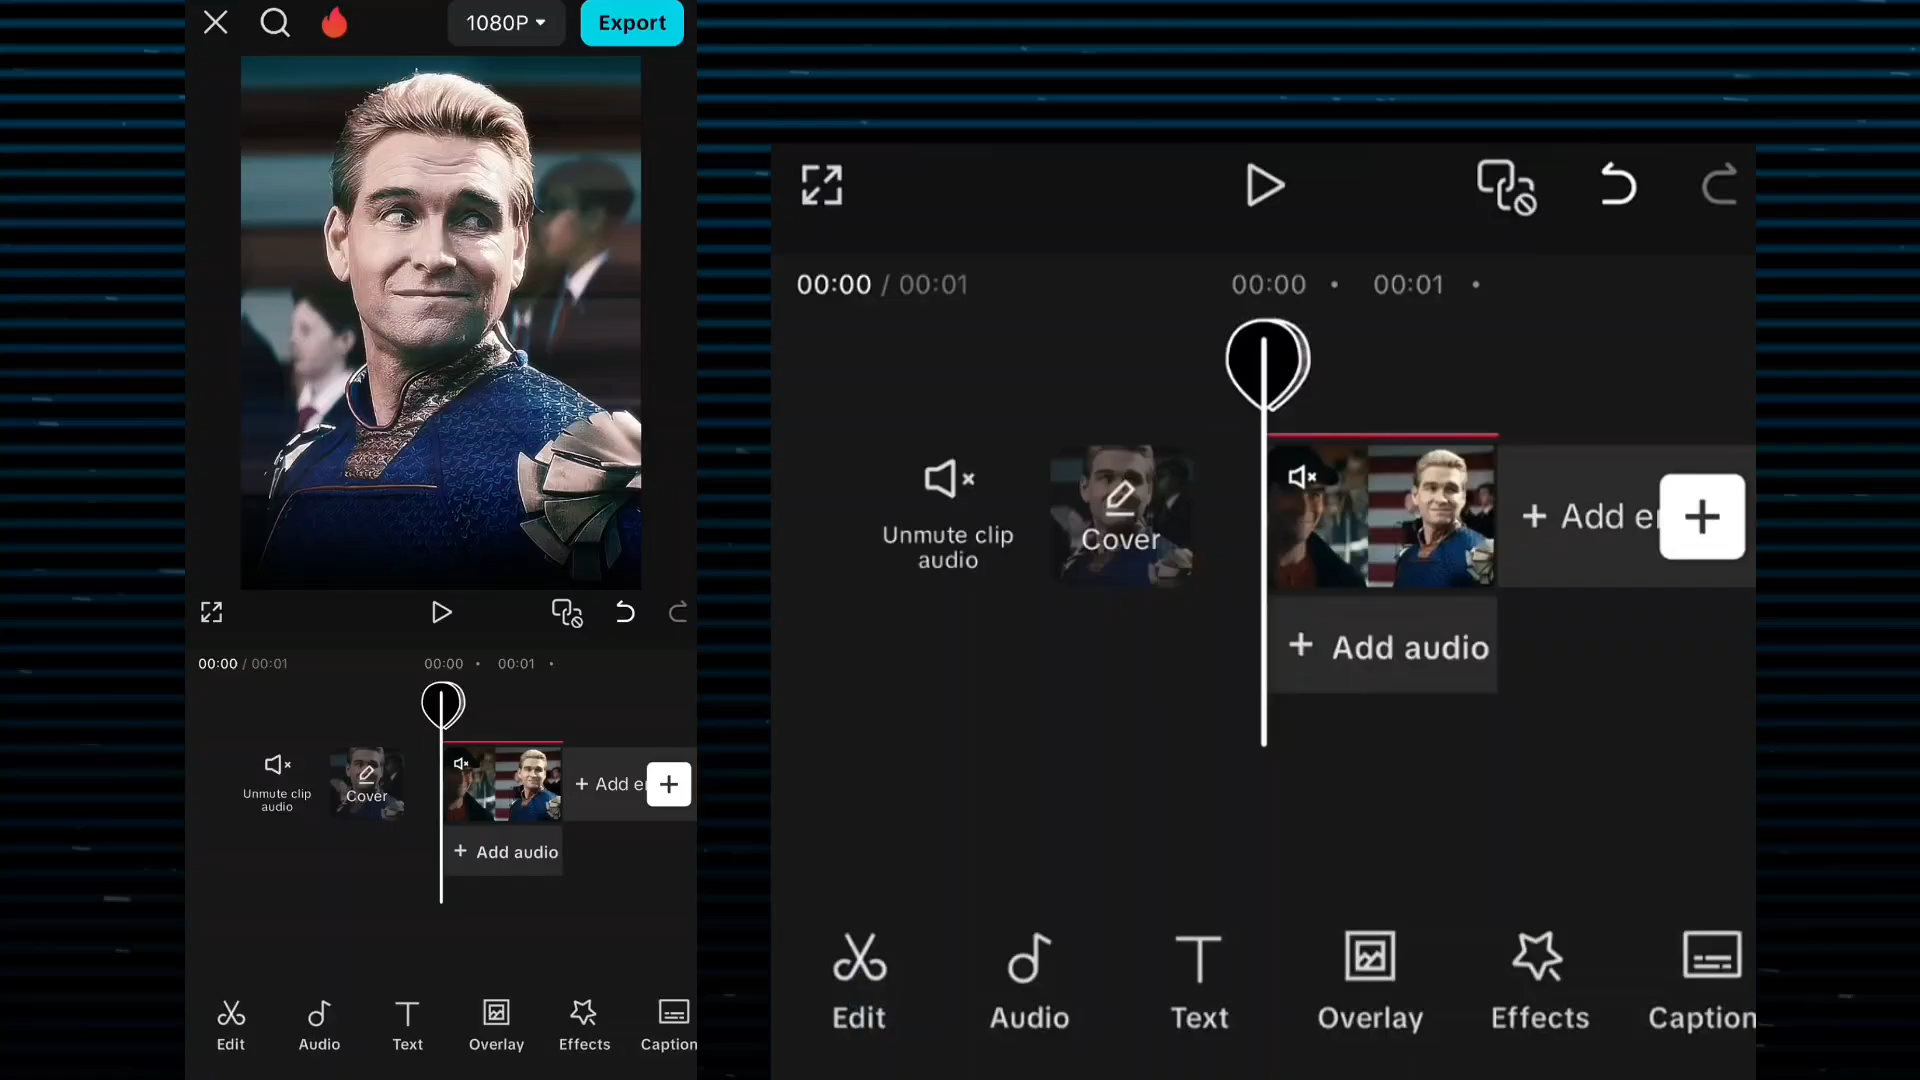 1080P
Export
00:00 / 00:01
00:00
00:01
Unmute clip
audio
Cover
+ Add e
+ Add audio
Edit
Audio
Text
Overlay
Effects
Caption
00:00 / 00:01
00:00
00:01
Unmute clip
audio
Cover
+ Add e
+ Add audio
Edit
Audio
Text
Overlay
Effects
Caption